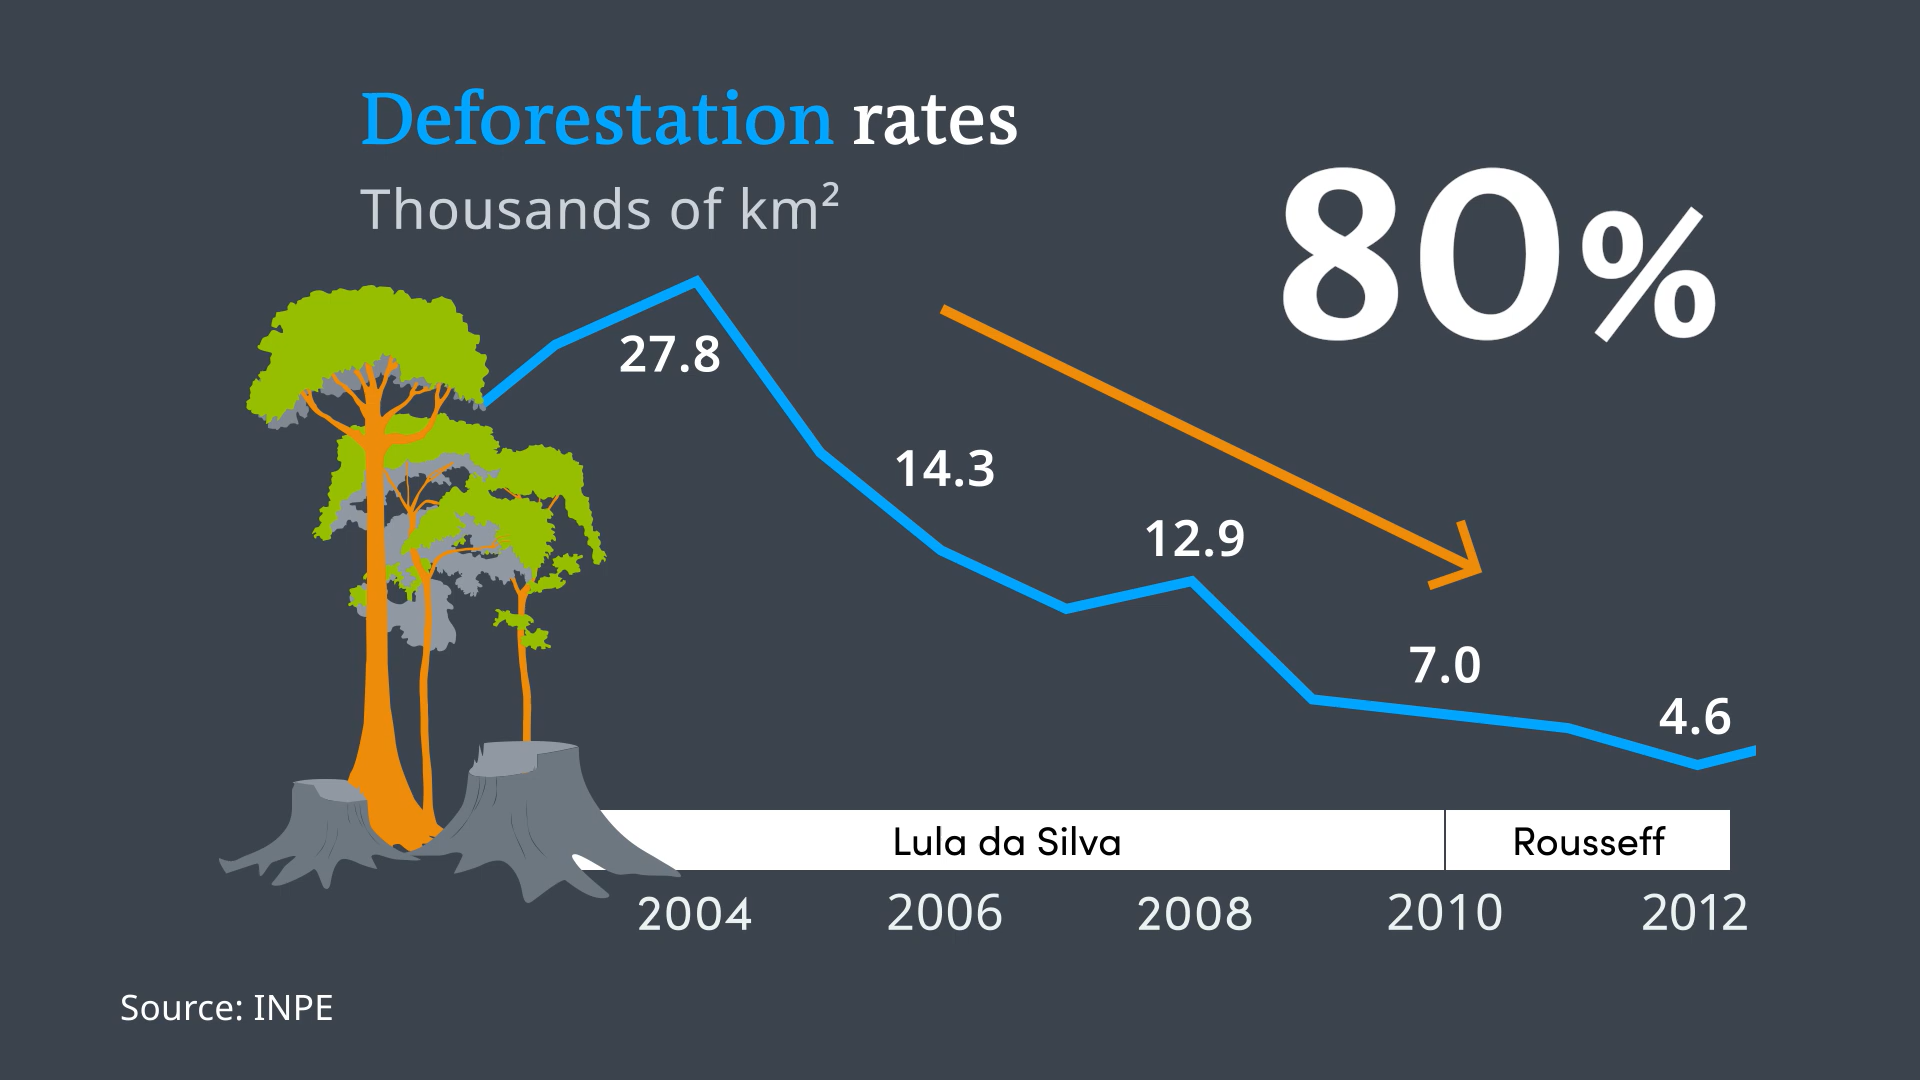 Deforestation rates
Thousands of km²
80%
27.8
14.3
12.9
7.0
4.6
Lula da Silva
Rousseff
2004
2006
2008
2010
2012
Source: INPE